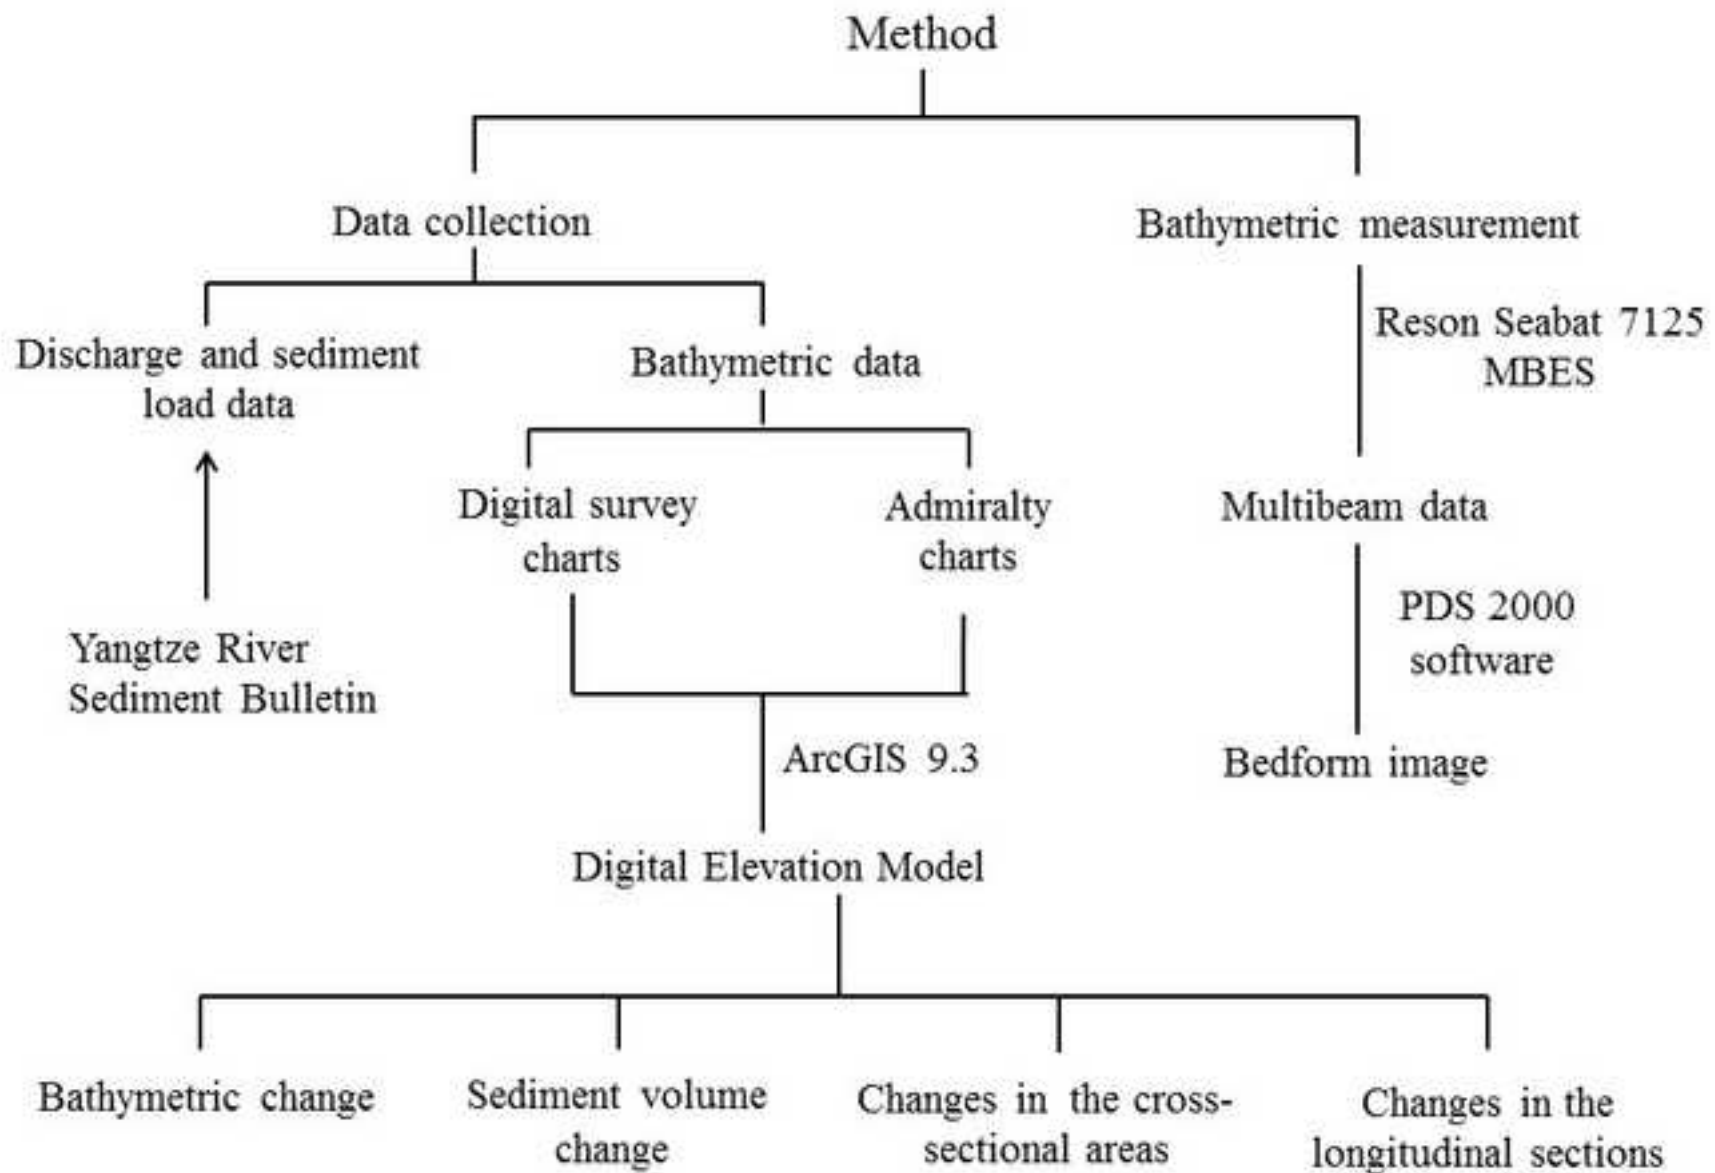 Method
Data collection
Bathymetric measurement
Discharge and sediment
load data
Bathymetric data
Reson Seabat 7125
MBES
Digital survey
charts
Admiralty
charts
Multibeam data
Yangtze River
Sediment Bulletin
PDS 2000
software
ArcGIS 9.3
Bedform image
Digital Elevation Model
Bathymetric change
Sediment volume
change
Changes in the cross-
sectional areas
Changes in the
longitudinal sections